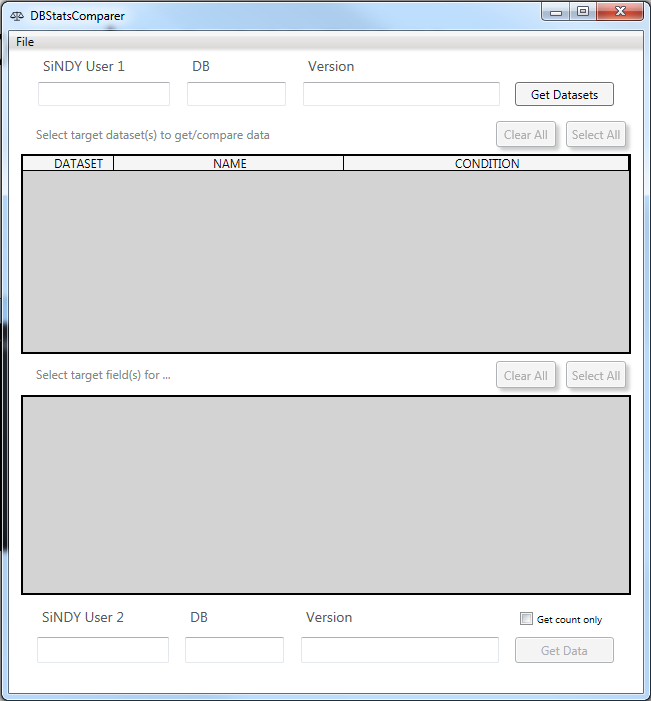 DBStatsComparer
File
SiNDY User 1 DB Version
Get Datasets
Select target dataset(s) to get/compare data Clear All Select All
DATASET NAME CONDITION
Select target field(s) for ... Clear All Select All
SiNDY User 2 DB Version Get count only
Get Data